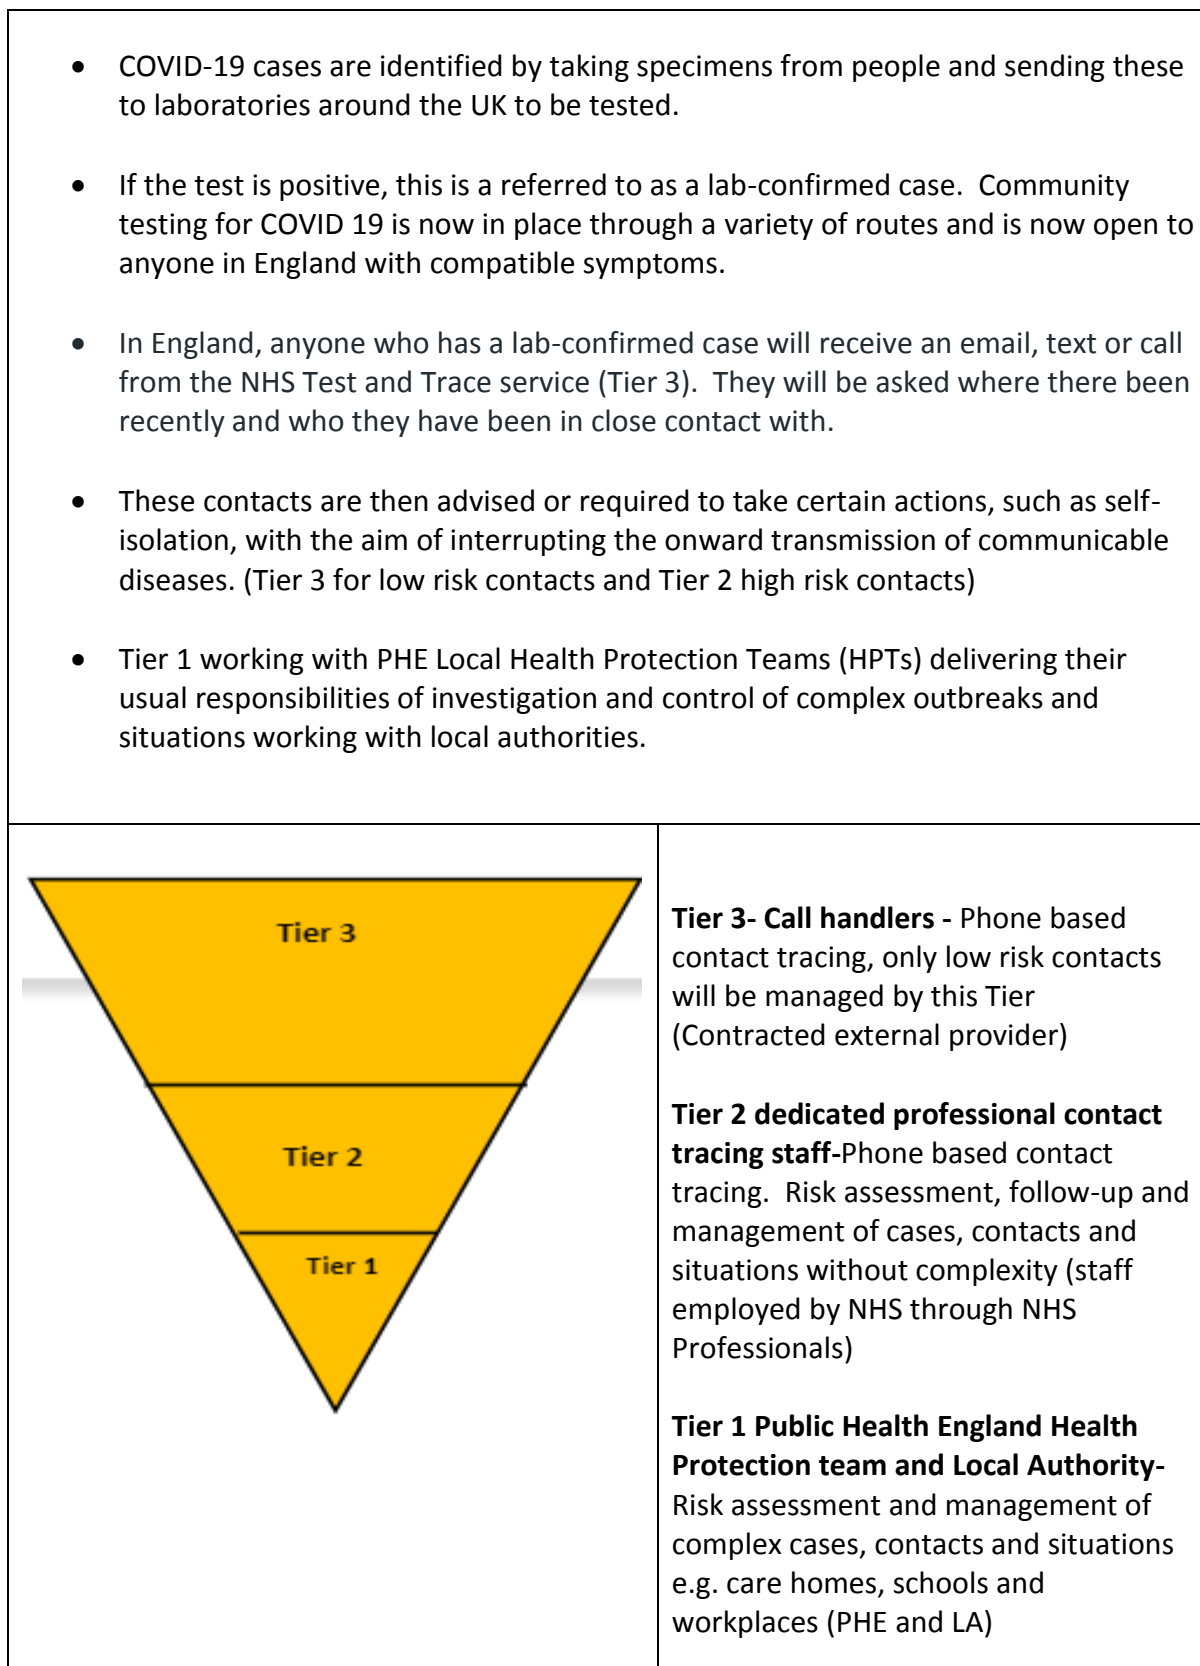 • COVID-19 cases are identified by taking specimens from people and sending these
to laboratories around the UK to be tested.
• If the test is positive, this is a referred to as a lab-confirmed case.  Community
testing for COVID 19 is now in place through a variety of routes and is now open to
anyone in England with compatible symptoms.
• In England, anyone who has a lab-confirmed case will receive an email, text or call
from the NHS Test and Trace service (Tier 3).  They will be asked where there been
recently and who they have been in close contact with.
• These contacts are then advised or required to take certain actions, such as self-
isolation, with the aim of interrupting the onward transmission of communicable
diseases. (Tier 3 for low risk contacts and Tier 2 high risk contacts)
• Tier 1 working with PHE Local Health Protection Teams (HPTs) delivering their
usual responsibilities of investigation and control of complex outbreaks and
situations working with local authorities.
Tier 3
Tier 2
Tier 1
Tier 3- Call handlers - Phone based
contact tracing, only low risk contacts
will be managed by this Tier
(Contracted external provider)
Tier 2 dedicated professional contact
tracing staff-Phone based contact
tracing.  Risk assessment, follow-up and
management of cases, contacts and
situations without complexity (staff
employed by NHS through NHS
Professionals)
Tier 1 Public Health England Health
Protection team and Local Authority-
Risk assessment and management of
complex cases, contacts and situations
e.g. care homes, schools and
workplaces (PHE and LA)